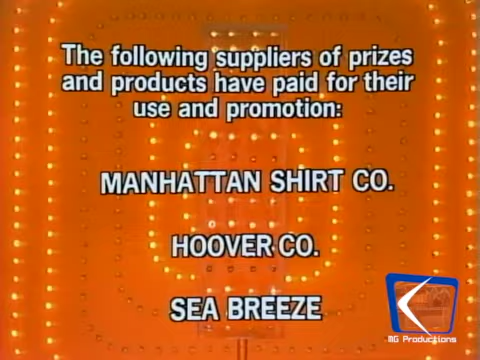 The following suppliers of prizes
and products have paid for their
use and promotion:
MANHATTAN SHIRT CO.
HOOVER CO.
SEA BREEZE
MG Productions